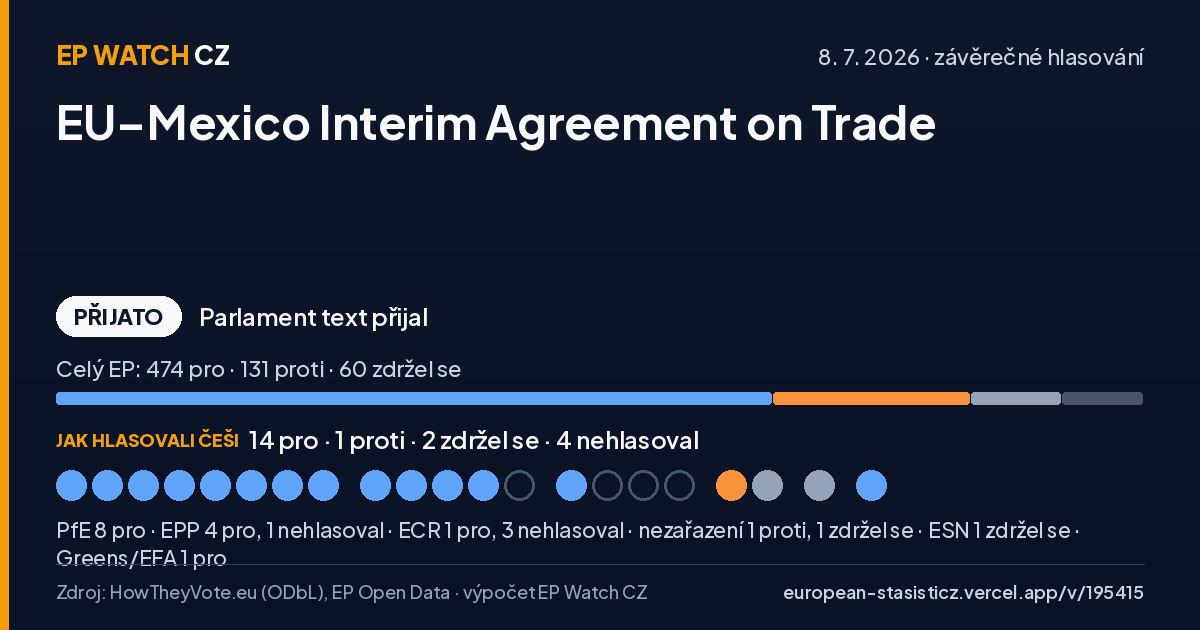 EP WATCH CZ
8. 7. 2026 · závěrečné hlasování
EU–Mexico Interim Agreement on Trade
PŘIJATO Parlament text přijal
Celý EP: 474 pro · 131 proti · 60 zdržel se
JAK HLASOVALI ČEŠI 14 pro · 1 proti · 2 zdržel se · 4 nehlasoval
PfE 8 pro · EPP 4 pro, 1 nehlasoval · ECR 1 pro, 3 nehlasoval · nezařazení 1 proti, 1 zdržel se · ESN 1 zdržel se ·
Greens/EFA 1 pro
Zdroj: HowTheyVote.eu (ODbL), EP Open Data · výpočet EP Watch CZ
european-stasisticz.vercel.app/v/195415